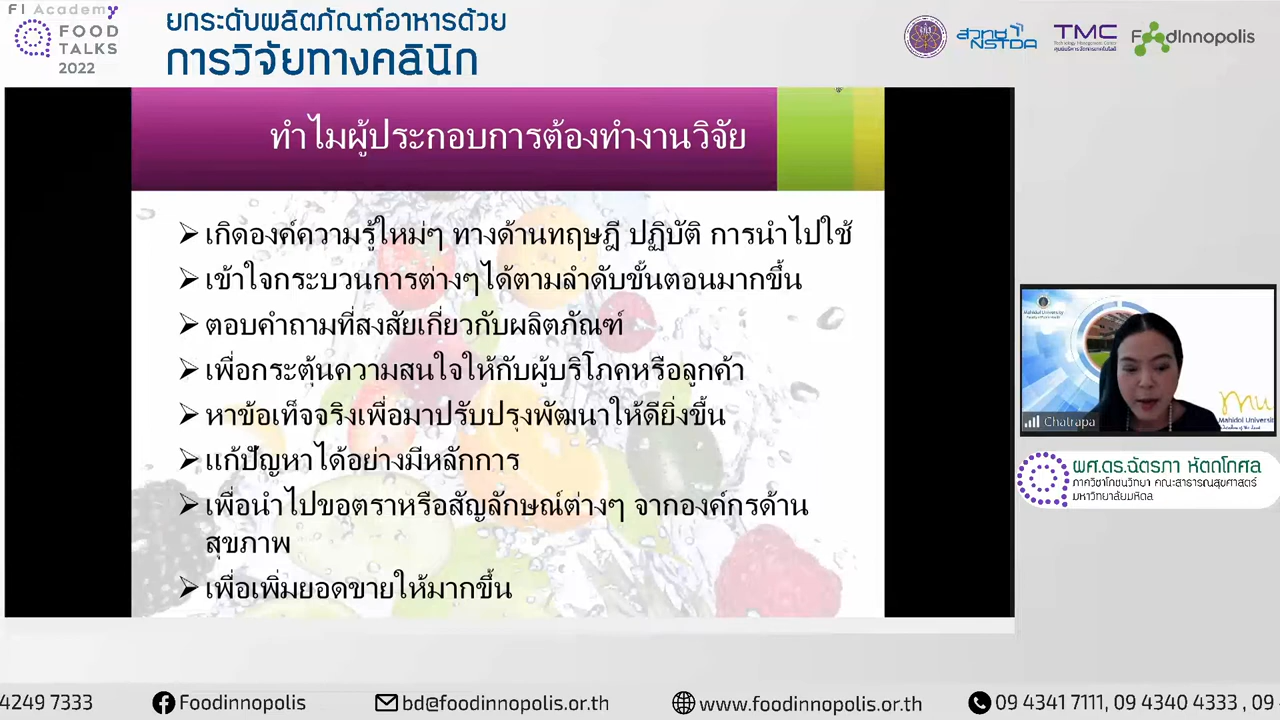 FI Academy
FOOD
TALKS
2022
ยกระดับผลิตภัณฑ์อาหารด้วย
การวิจัยทางคลินิก
สวทช
NSTDA
TMC
Technology Management Center
FoodInnopolis
ทำไมผู้ประกอบการต้องทำงานวิจัย
➢เกิดองค์ความรู้ใหม่ๆ ทางด้านทฤษฎี ปฏิบัติ การนำไปใช้
➢เข้าใจกระบวนการต่างๆได้ตามลำดับขั้นตอนมากขึ้น
➢ตอบคำถามที่สงสัยเกี่ยวกับผลิตภัณฑ์
➢เพื่อกระตุ้นความสนใจให้กับผู้บริโภคหรือลูกค้า
➢หาข้อเท็จจริงเพื่อมาปรับปรุงพัฒนาให้ดียิ่งขึ้น
➢แก้ปัญหาได้อย่างมีหลักการ
➢เพื่อนำไปขอตราหรือสัญลักษณ์ต่างๆ จากองค์กรด้าน
สุขภาพ
➢เพื่อเพิ่มยอดขายให้มากขึ้น
Mahidol University
mu
Mahidol Universit
Chatrapa
ผศ.ดร.ฉัตรภา หัตถโกศล
ภาควิชาโภชนวิทยา คณะสาธารณสุขศาสตร์
มหาวิทยาลัยมหิดล
4249 7333
Foodinnopolis
bd@foodinnopolis.or.th
www.foodinnopolis.or.th
09 4341 7111, 09 4340 4333 , 09